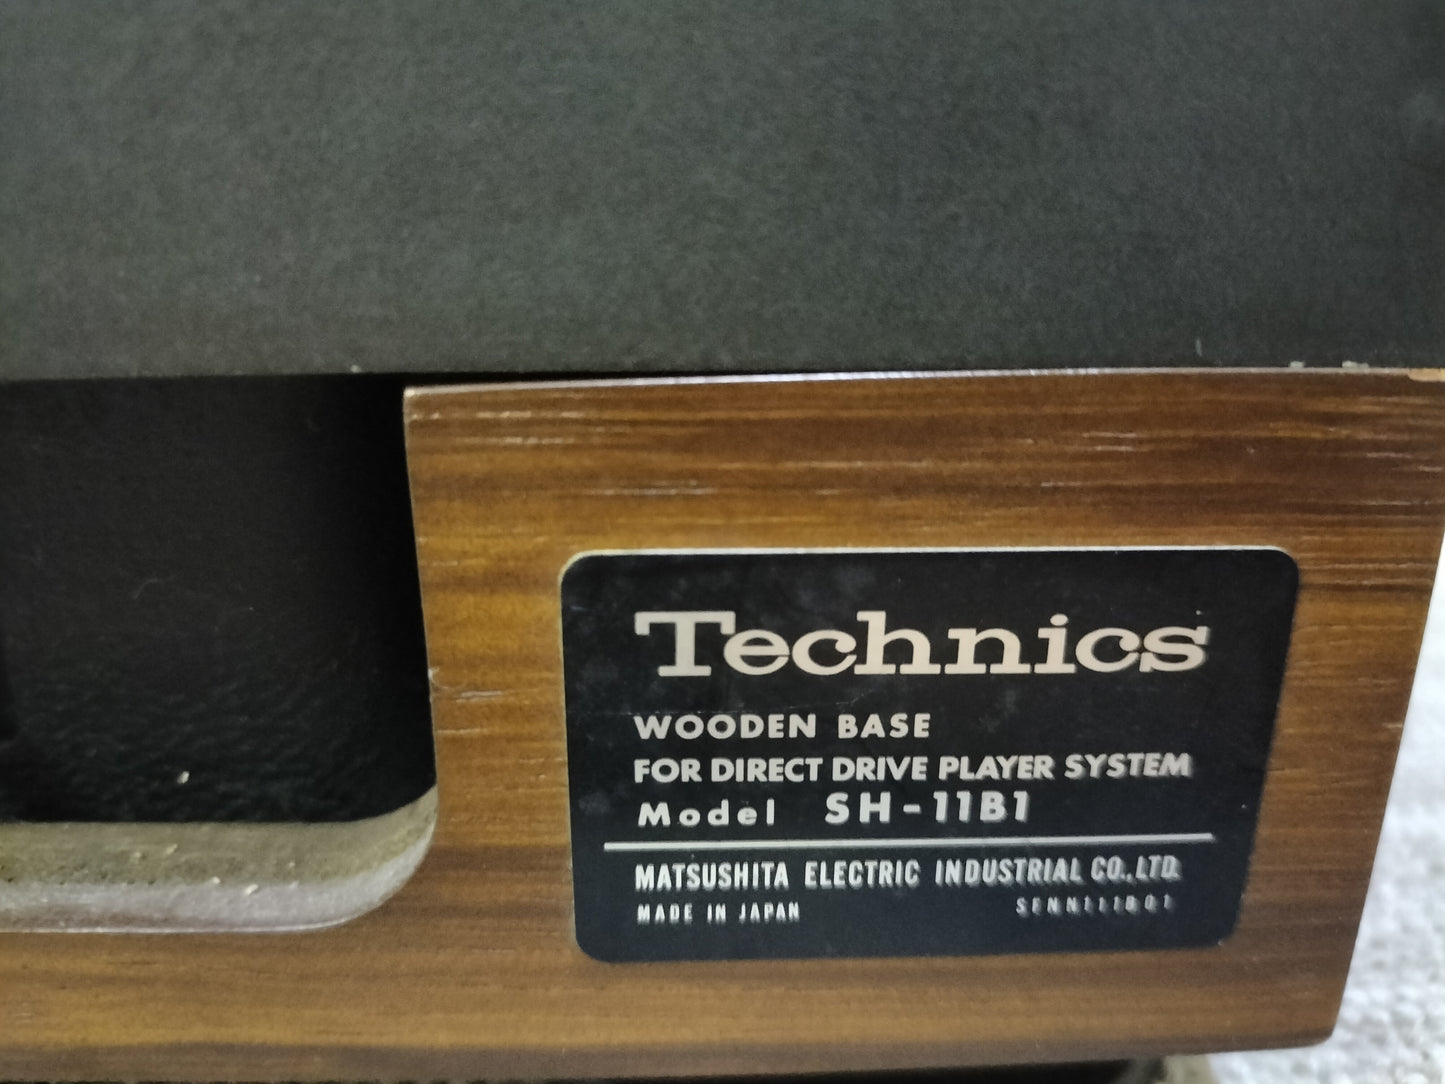 Technics
WOODEN BASE
FOR DIRECT DRIVE PLAYER SYSTEM
Model SH-11B1
MATSUSHITA ELECTRIC INDUSTRIAL CO.,LTD.
MADE IN JAPAN